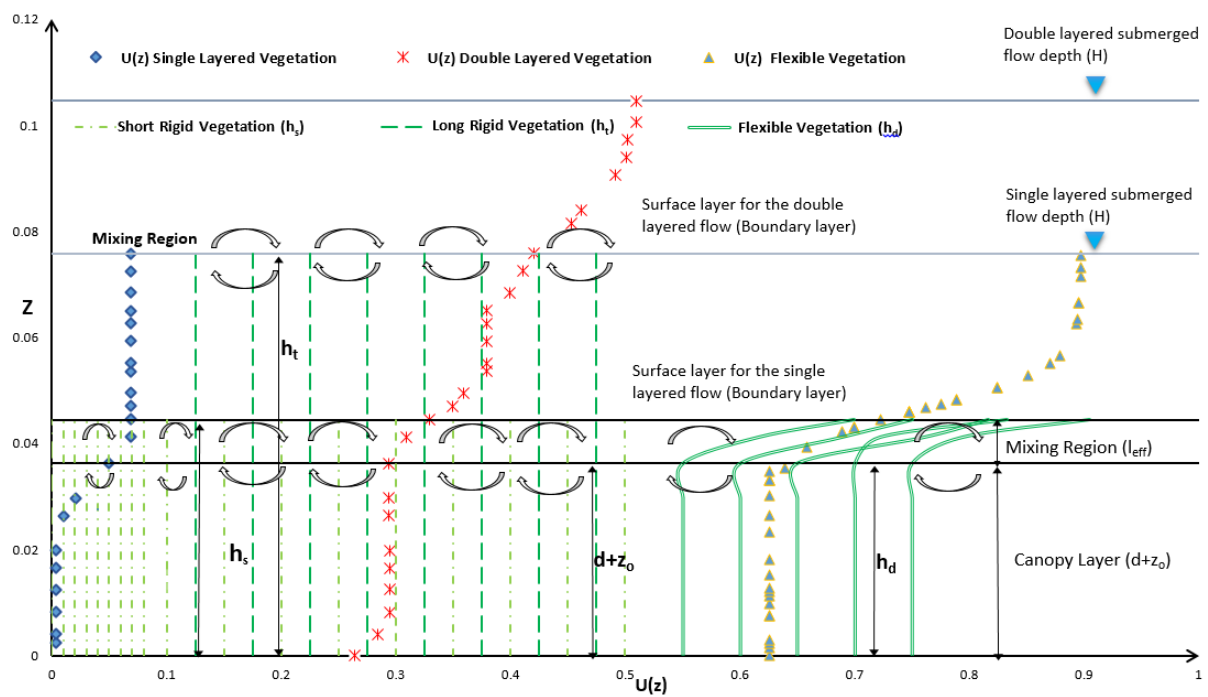 0.12
Double layered submerged
flow depth (H)
U(z) Single Layered Vegetation
U(z) Double Layered Vegetation
U(z) Flexible Vegetation
0.1
Short Rigid Vegetation (hs)
Long Rigid Vegetation (ht)
Flexible Vegetation (hd)
Surface layer for the double
layered flow (Boundary layer)
Single layered submerged
flow depth (H)
0.08
Mixing Region
Z
0.06
ht
Surface layer for the single
layered flow (Boundary layer)
0.04
Mixing Region (leff)
hs
d+zo
hd
Canopy Layer (d+zo)
0.02
0
0 0.1 0.2 0.3 0.4 0.5 0.6 0.7 0.8 0.9 1
U(z)